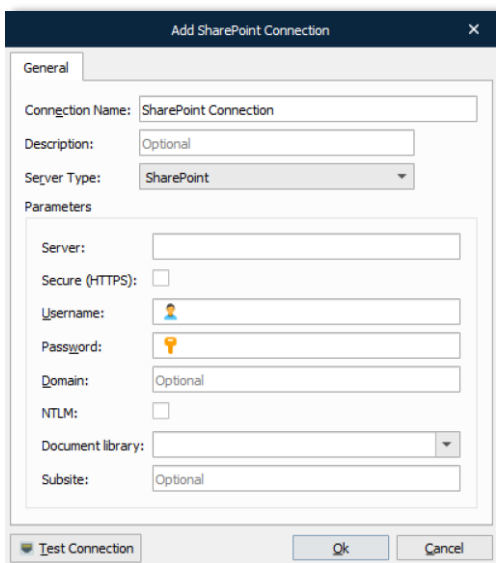 Add SharePoint Connection
General
Connection Name: SharePoint Connection
Description: Optional
Server Type: SharePoint
Parameters
Server:
Secure (HTTPS):
Username:
Password:
Domain: Optional
NTLM:
Document library:
Subsite: Optional
Test Connection Ok Cancel